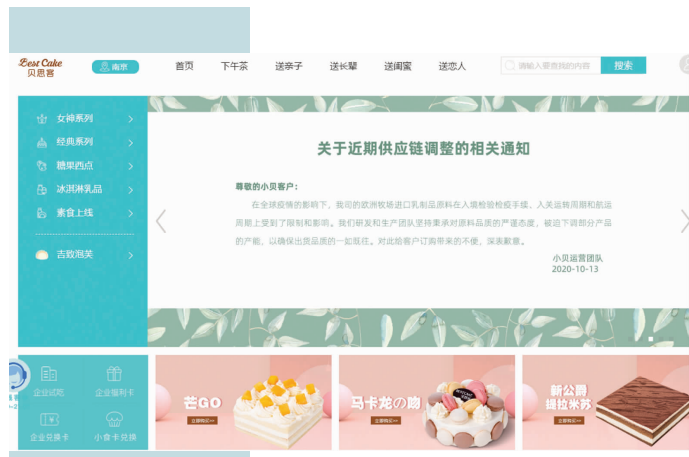 Best Cake
贝思客
南京
首页
下午茶
送亲子
送长辈
送闺蜜
送恋人
请输入要查找的内容
搜索
女神系列
经典系列
糖果西点
冰淇淋乳品
素食上线
吉致泡芙
关于近期供应链调整的相关通知
尊敬的小贝客户：
在全球疫情的影响下，我司的欧洲牧场进口乳制品原料在入境检验检疫手续、入关运转周期和航运
周期上受到了限制和影响。我们研发和生产团队坚持秉承对原料品质的严谨态度，被迫下调部分产品
的产能，以确保出货品质的一如既往。对此给客户订购带来的不便，深表歉意。
小贝运营团队
2020-10-13
企业试吃
企业福利卡
企业兑换卡
小食卡兑换
芒GO
立即购买>>
马卡龙の吻
立即购买>>
新公爵
提拉米苏
立即购买>>